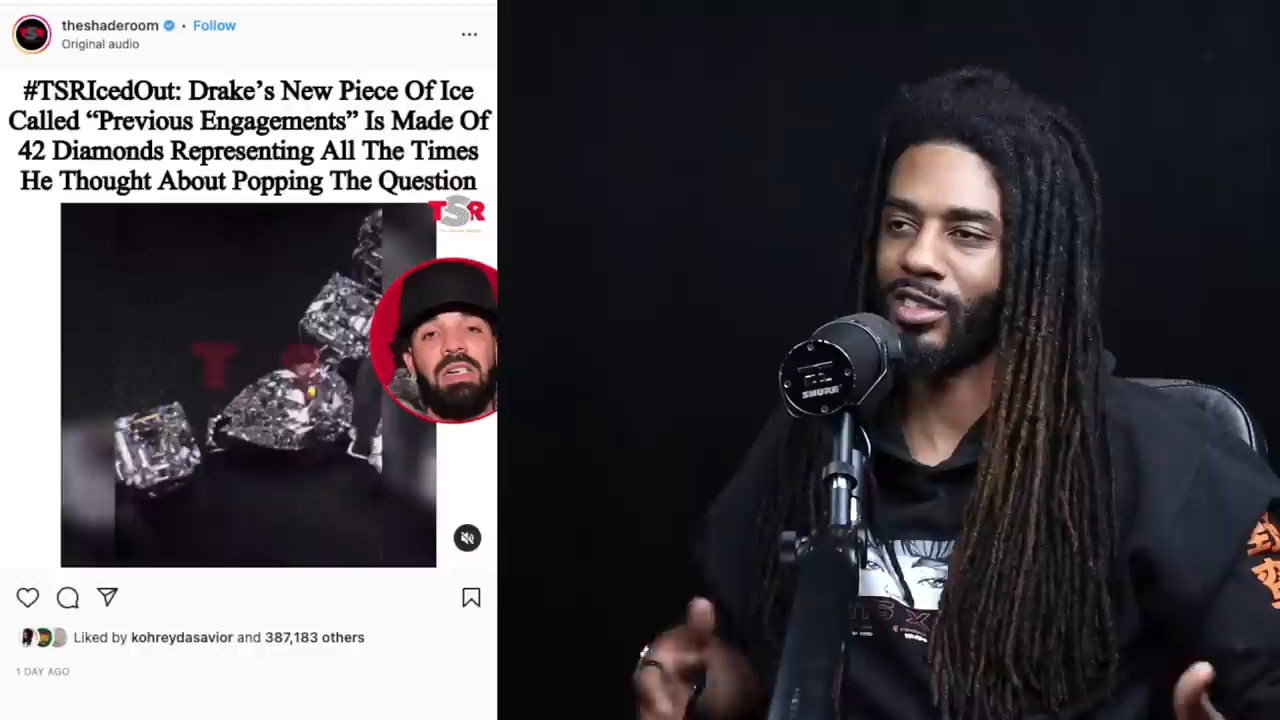 theshaderoom • Follow
Original audio
#TSRIcedOut: Drake’s New Piece Of Ice
Called “Previous Engagements” Is Made Of
42 Diamonds Representing All The Times
He Thought About Popping The Question
TSR
Liked by kohreydasavior and 387,183 others
1 DAY AGO
SHURE